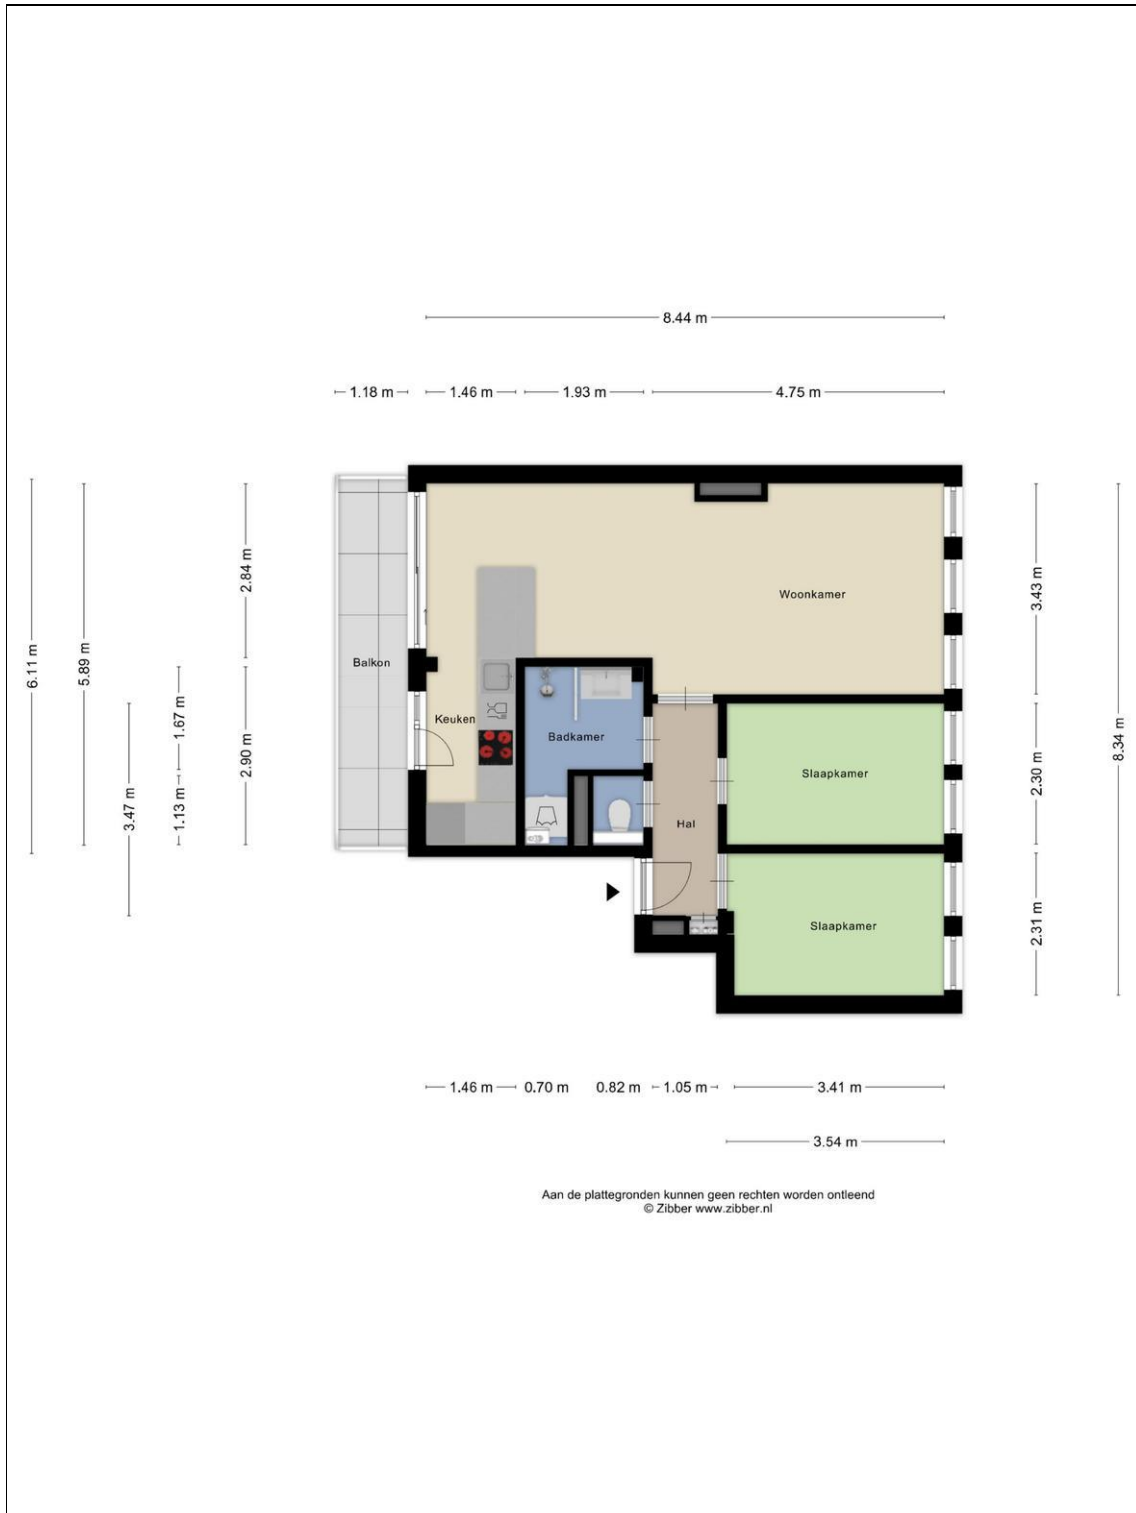 8.44 m
1.18 m
1.46 m
1.93 m
4.75 m
6.11 m
5.89 m
3.47 m
1.67 m
1.13 m
2.84 m
2.90 m
Woonkamer
Balkon
Keuken
Badkamer
Slaapkamer
Hal
Slaapkamer
3.43 m
2.30 m
2.31 m
8.34 m
1.46 m
0.70 m
0.82 m
1.05 m
3.41 m
3.54 m
Aan de plattegronden kunnen geen rechten worden ontleend
© Zibber www.zibber.nl